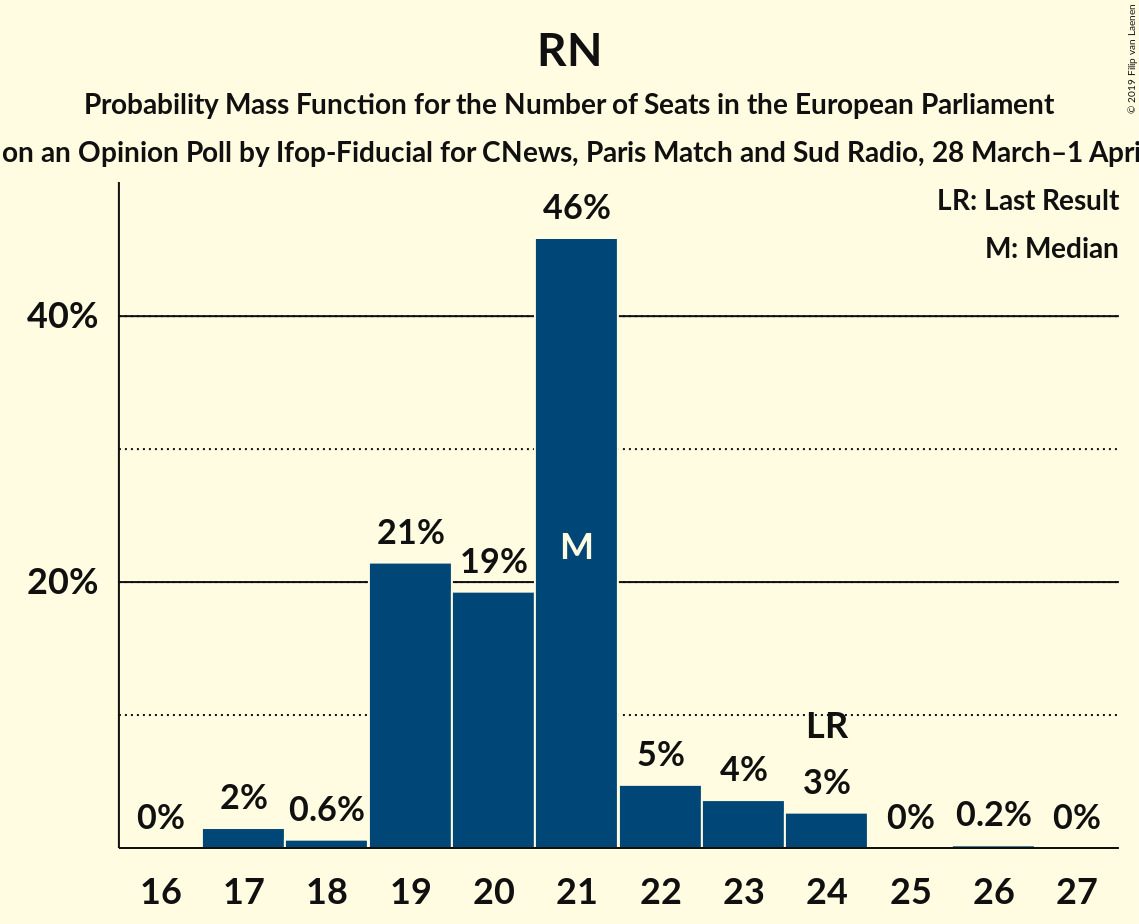 RN
Probability Mass Function for the Number of Seats in the European Parliament
on an Opinion Poll by Ifop-Fiducial for CNews, Paris Match and Sud Radio, 28 March–1 Apri
© 2019 Filip van Laenen
LR: Last Result
M: Median
46%
40%
21%
19%
M
20%
LR
5%
4%
3%
2%
0.6%
0%
0%
0.2%
0%
16 17 18 19 20 21 22 23 24 25 26 27